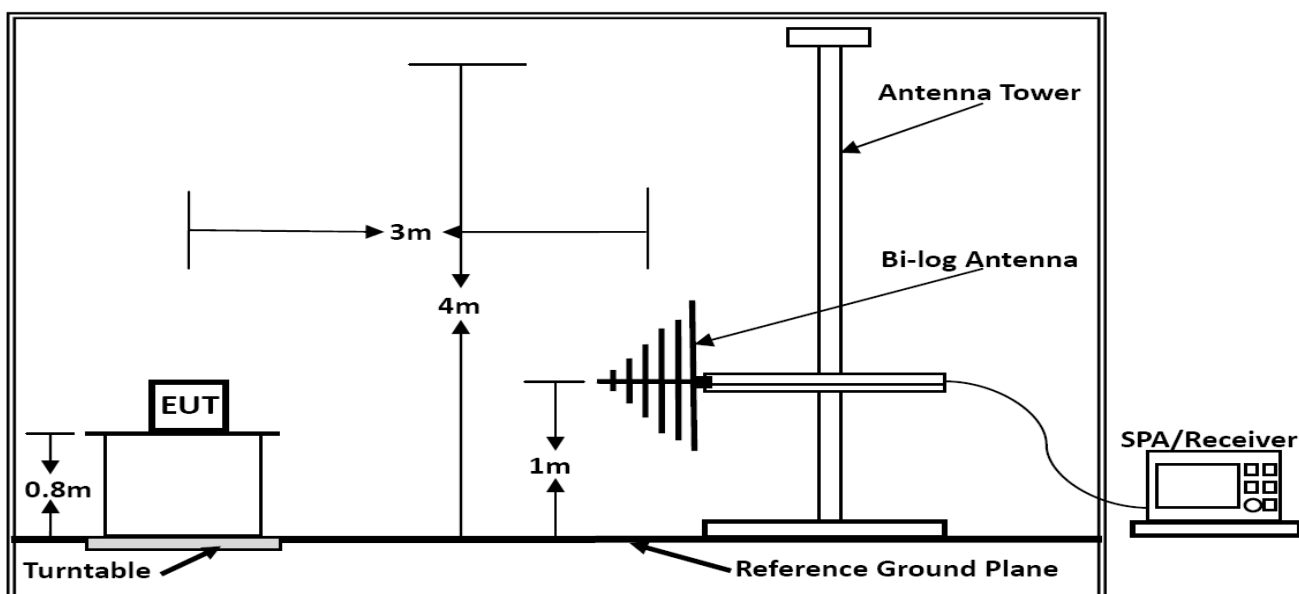 Antenna Tower
3m
Bi-log Antenna
4m
EUT
SPA/Receiver
1m
0.8m
Turntable
Reference Ground Plane